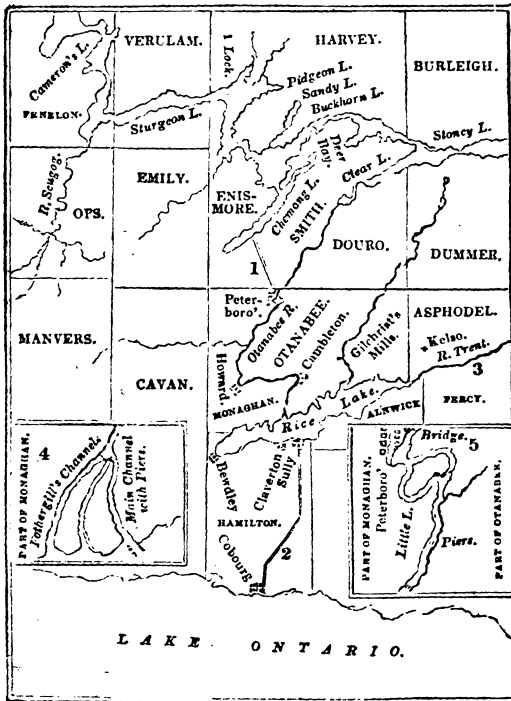 VERULAM.
HARVEY.
BURLEIGH.
Cameron's L.
1 Lock.
Pidgeon L.
Sandy L.
Buckhorn L.
FENELON.
Sturgeon L.
Deer Bay.
Stoney L.
Clear L.
R. Scugog.
OPS.
EMILY.
ENIS-
MORE.
Chemong L.
SMITH.
DOURO.
DUMMER.
1
Peter-
boro'.
Otanabee R.
OTANABEE.
Cambleton.
Gilchrist's
Mills.
ASPHODEL.
Kelso.
R. Trent.
3
MANVERS.
CAVAN.
Howard.
MONAGHAN.
Rice Lake.
ALNWICK
PERCY.
4
PART OF MONAGHAN.
Fothergill's Channel.
Main Channel
with Piers.
Bewdley
Claverton
Sully
HAMILTON.
2
Cobourg
Bridge.
5
PART OF MONAGHAN.
Peterboro'
Little L.
Piers.
PART OF OTANABEE.
LAKE ONTARIO.